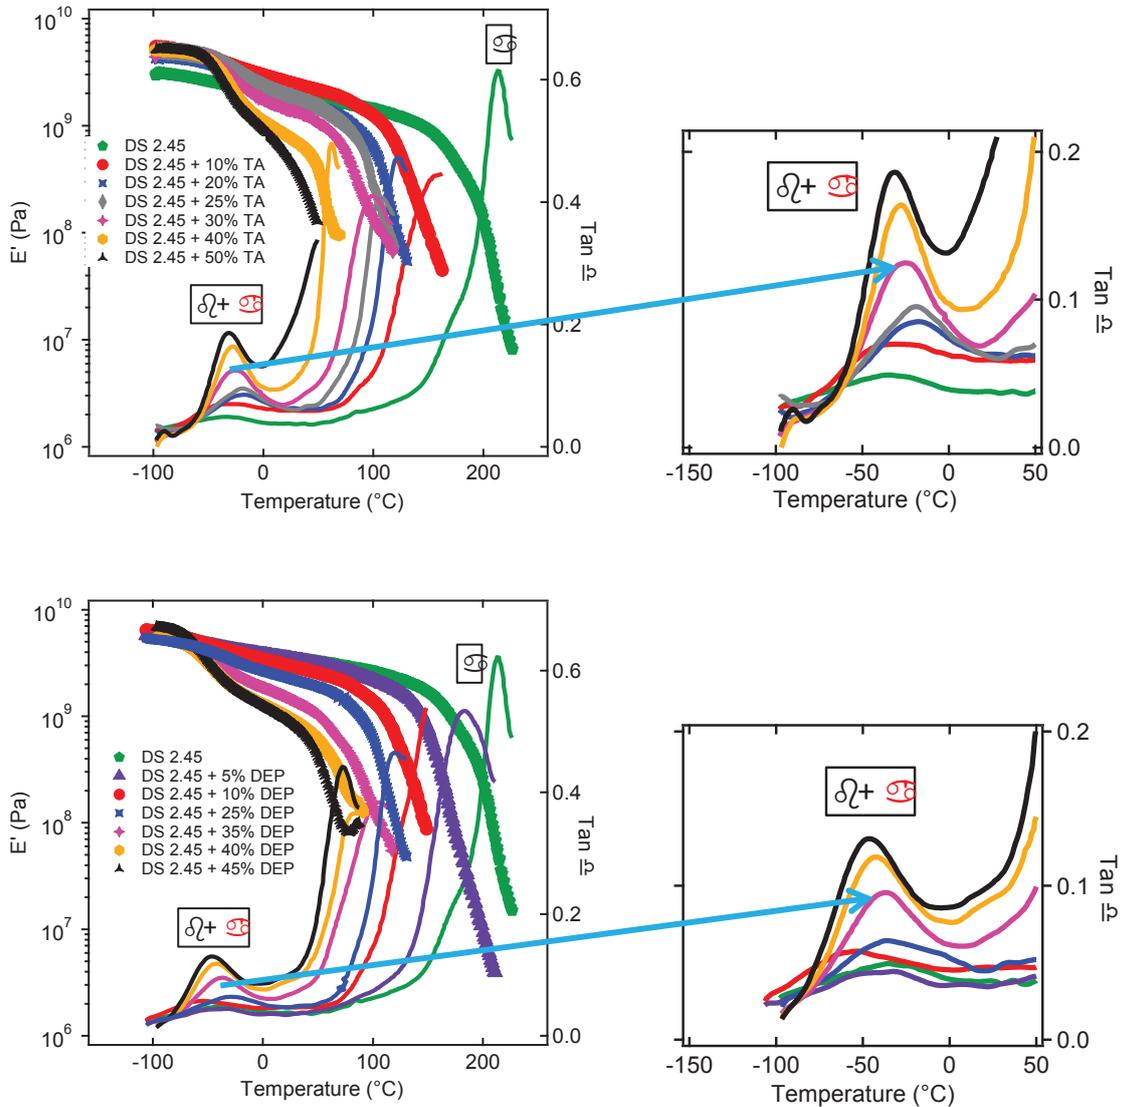 10^10
♋
0.6
10^9
DS 2.45
DS 2.45 + 10% TA
DS 2.45 + 20% TA
DS 2.45 + 25% TA
DS 2.45 + 30% TA
DS 2.45 + 40% TA
DS 2.45 + 50% TA
E' (Pa)
10^8
0.4
Tan ♎
♌+ ♋
0.2
10^7
10^6
0.0
-100 0 100 200
Temperature (°C)
♌+ ♋
0.2
0.1
Tan ♎
0.0
-150 -100 -50 0 50
Temperature (°C)
10^10
♋
0.6
10^9
DS 2.45
DS 2.45 + 5% DEP
DS 2.45 + 10% DEP
DS 2.45 + 25% DEP
DS 2.45 + 35% DEP
DS 2.45 + 40% DEP
DS 2.45 + 45% DEP
E' (Pa)
10^8
0.4
Tan ♎
♌+ ♋
0.2
10^7
10^6
0.0
-100 0 100 200
Temperature (°C)
♌+ ♋
0.2
0.1
Tan ♎
0.0
-150 -100 -50 0 50
Temperature (°C)